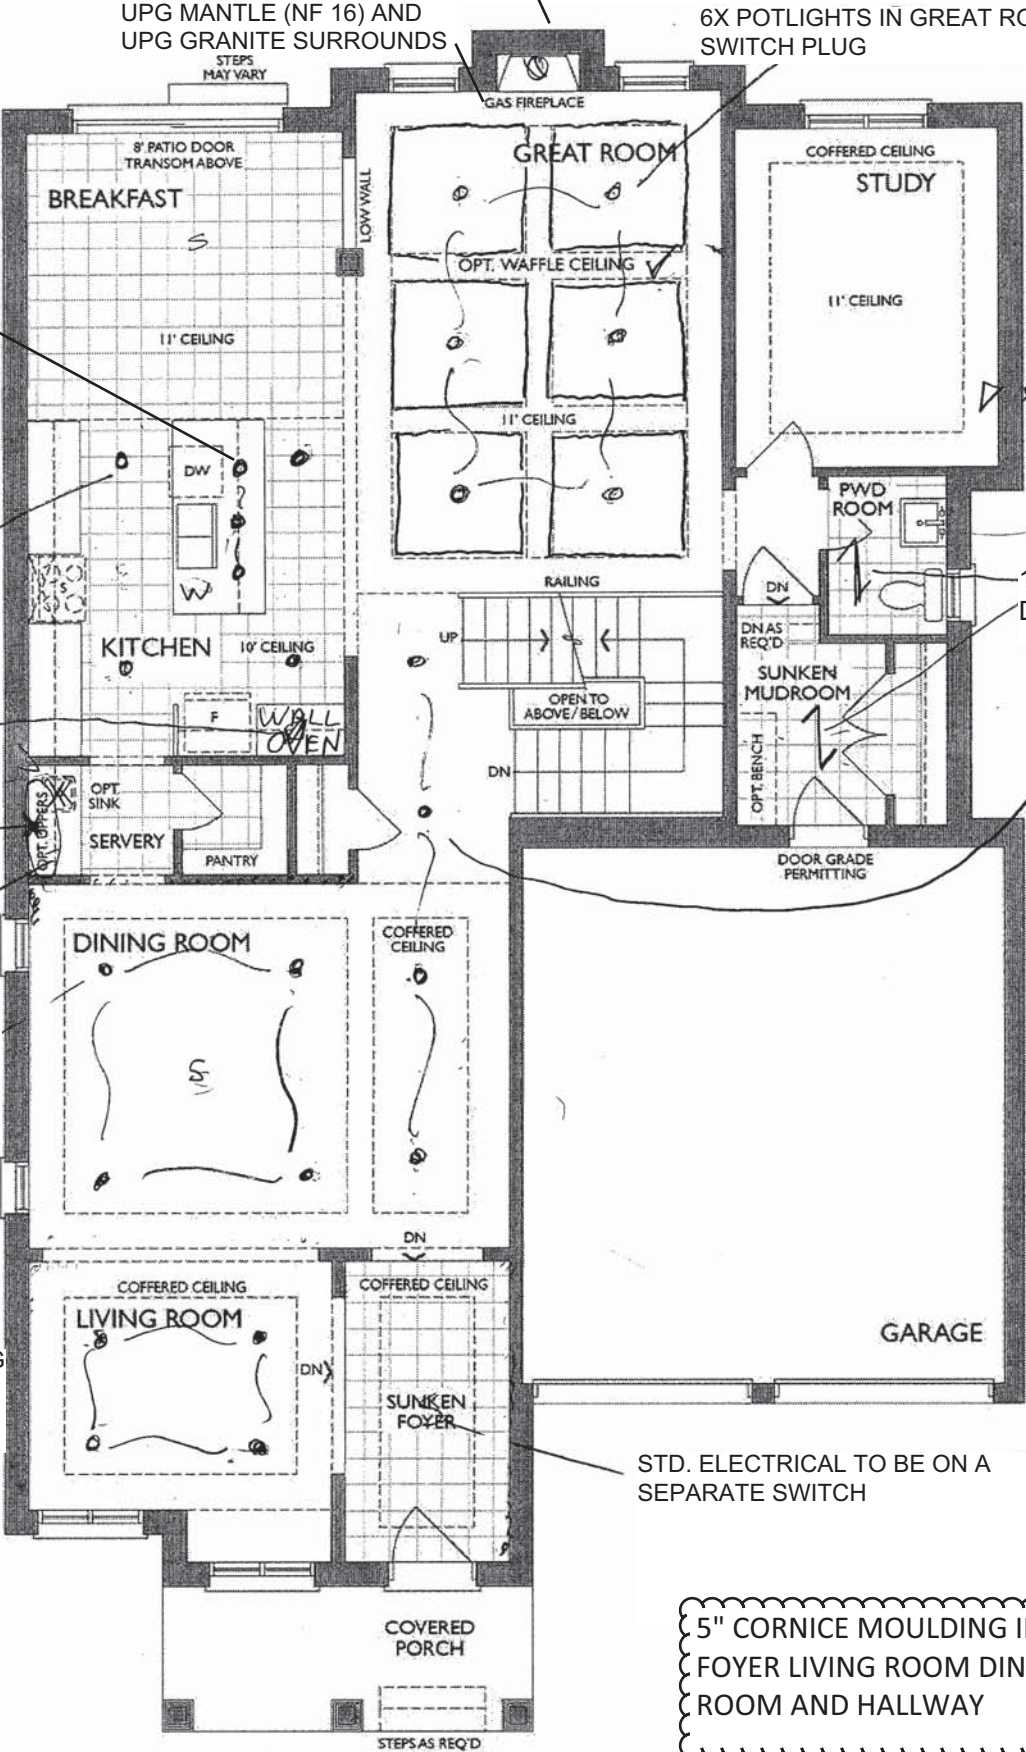 UPG MANTLE (NF 16) AND
UPG GRANITE SURROUNDS
6X POTLIGHTS IN GREAT RO
SWITCH PLUG
STEPS
MAY VARY
GAS FIREPLACE
8' PATIO DOOR
TRANSOM ABOVE
BREAKFAST
S
11' CEILING
LOW WALL
GREAT ROOM
OPT. WAFFLE CEILING ✓
11' CEILING
COFFERED CEILING
STUDY
11' CEILING
DW
W
S
KITCHEN
10' CEILING
F
WALL
OVEN
RAILING
UP
OPEN TO
ABOVE/BELOW
DN
PWD
ROOM
DN
DN AS
REQ'D
SUNKEN
MUDROOM
OPT. BENCH
D
OPT. UPPERS
OPT.
SINK
SERVERY
PANTRY
DOOR GRADE
PERMITTING
DINING ROOM
S
COFFERED
CEILING
DN
COFFERED CEILING
LIVING ROOM
DN
COFFERED CEILING
SUNKEN
FOYER
GARAGE
STD. ELECTRICAL TO BE ON A
SEPARATE SWITCH
COVERED
PORCH
STEPS AS REQ'D
5" CORNICE MOULDING I
FOYER LIVING ROOM DIN
ROOM AND HALLWAY